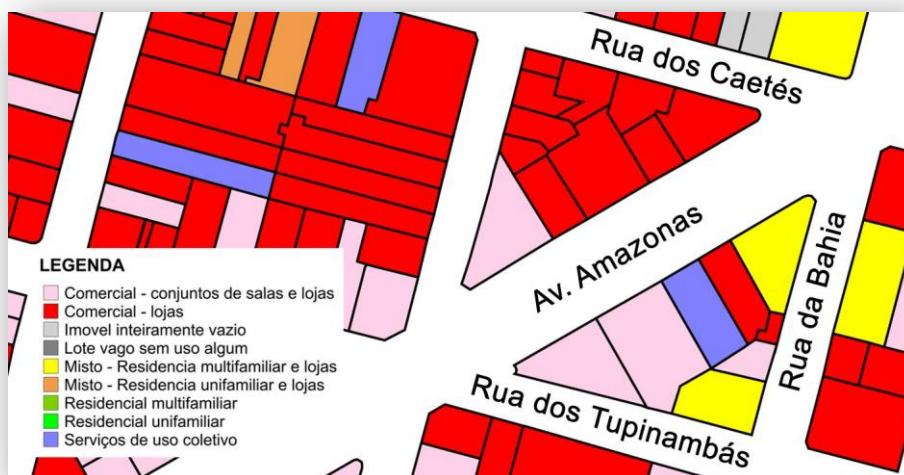 Rua dos Caetés
Av. Amazonas
Rua da Bahia
Rua dos Tupinambás
LEGENDA
Comercial - conjuntos de salas e lojas
Comercial - lojas
Imovel inteiramente vazio
Lote vago sem uso algum
Misto - Residencia multifamiliar e lojas
Misto - Residencia unifamiliar e lojas
Residencial multifamiliar
Residencial unifamiliar
Serviços de uso coletivo